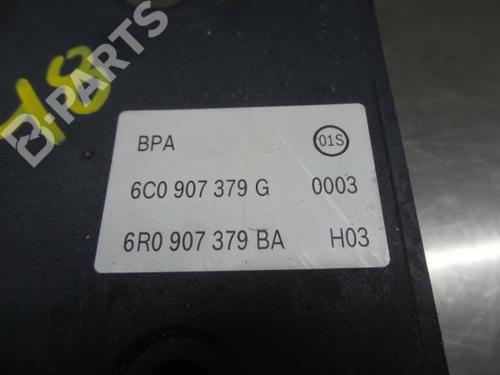 B-PARTS
BPA 01S
6C0 907 379 G 0003
6R0 907 379 BA H03